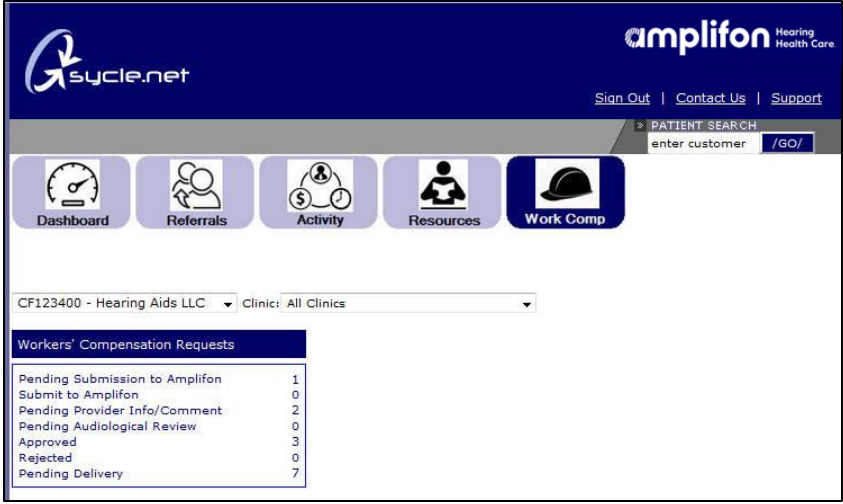 sycle.net
amplifon Hearing Health Care
Sign Out | Contact Us | Support
» PATIENT SEARCH
enter customer /GO/
Dashboard Referrals Activity Resources Work Comp
CF123400 - Hearing Aids LLC Clinic: All Clinics
Workers' Compensation Requests
Pending Submission to Amplifon 1
Submit to Amplifon 0
Pending Provider Info/Comment 2
Pending Audiological Review 0
Approved 3
Rejected 0
Pending Delivery 7